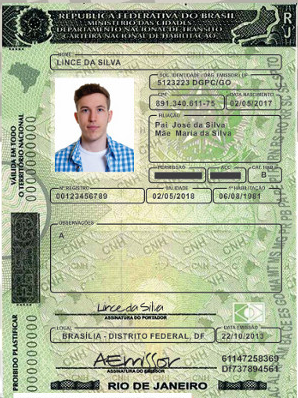 REPÚBLICA FEDERATIVA DO BRASIL
MINISTÉRIO DAS CIDADES
DEPARTAMENTO NACIONAL DE TRÂNSITO
CARTEIRA NACIONAL DE HABILITAÇÃO
RJ
NOME
LINCE DA SILVA
DOC. IDENTIDADE / ÓRG. EMISSOR / UF
5123223 DGPC/GO
CPF
DATA NASCIMENTO
891.340.611-75
02/05/2017
FILIAÇÃO
Pai José da Silva
Mãe Maria da Silva
PERMISSÃO
ACC
CAT. HAB.
B
VÁLIDA EM TODO
O TERRITÓRIO NACIONAL
00000000000
Nº REGISTRO
VALIDADE
1ª HABILITAÇÃO
00123456789
02/05/2018
06/08/1981
OBSERVAÇÕES
A
CNH
Lince da Silva
ASSINATURA DO PORTADOR
LOCAL
DATA EMISSÃO
BRASÍLIA - DISTRITO FEDERAL, DF
22/10/2013
PROIBIDO PLASTIFICAR
AEmissor
ASSINATURA DO EMISSOR
61147258369
Df737894561
RIO DE JANEIRO